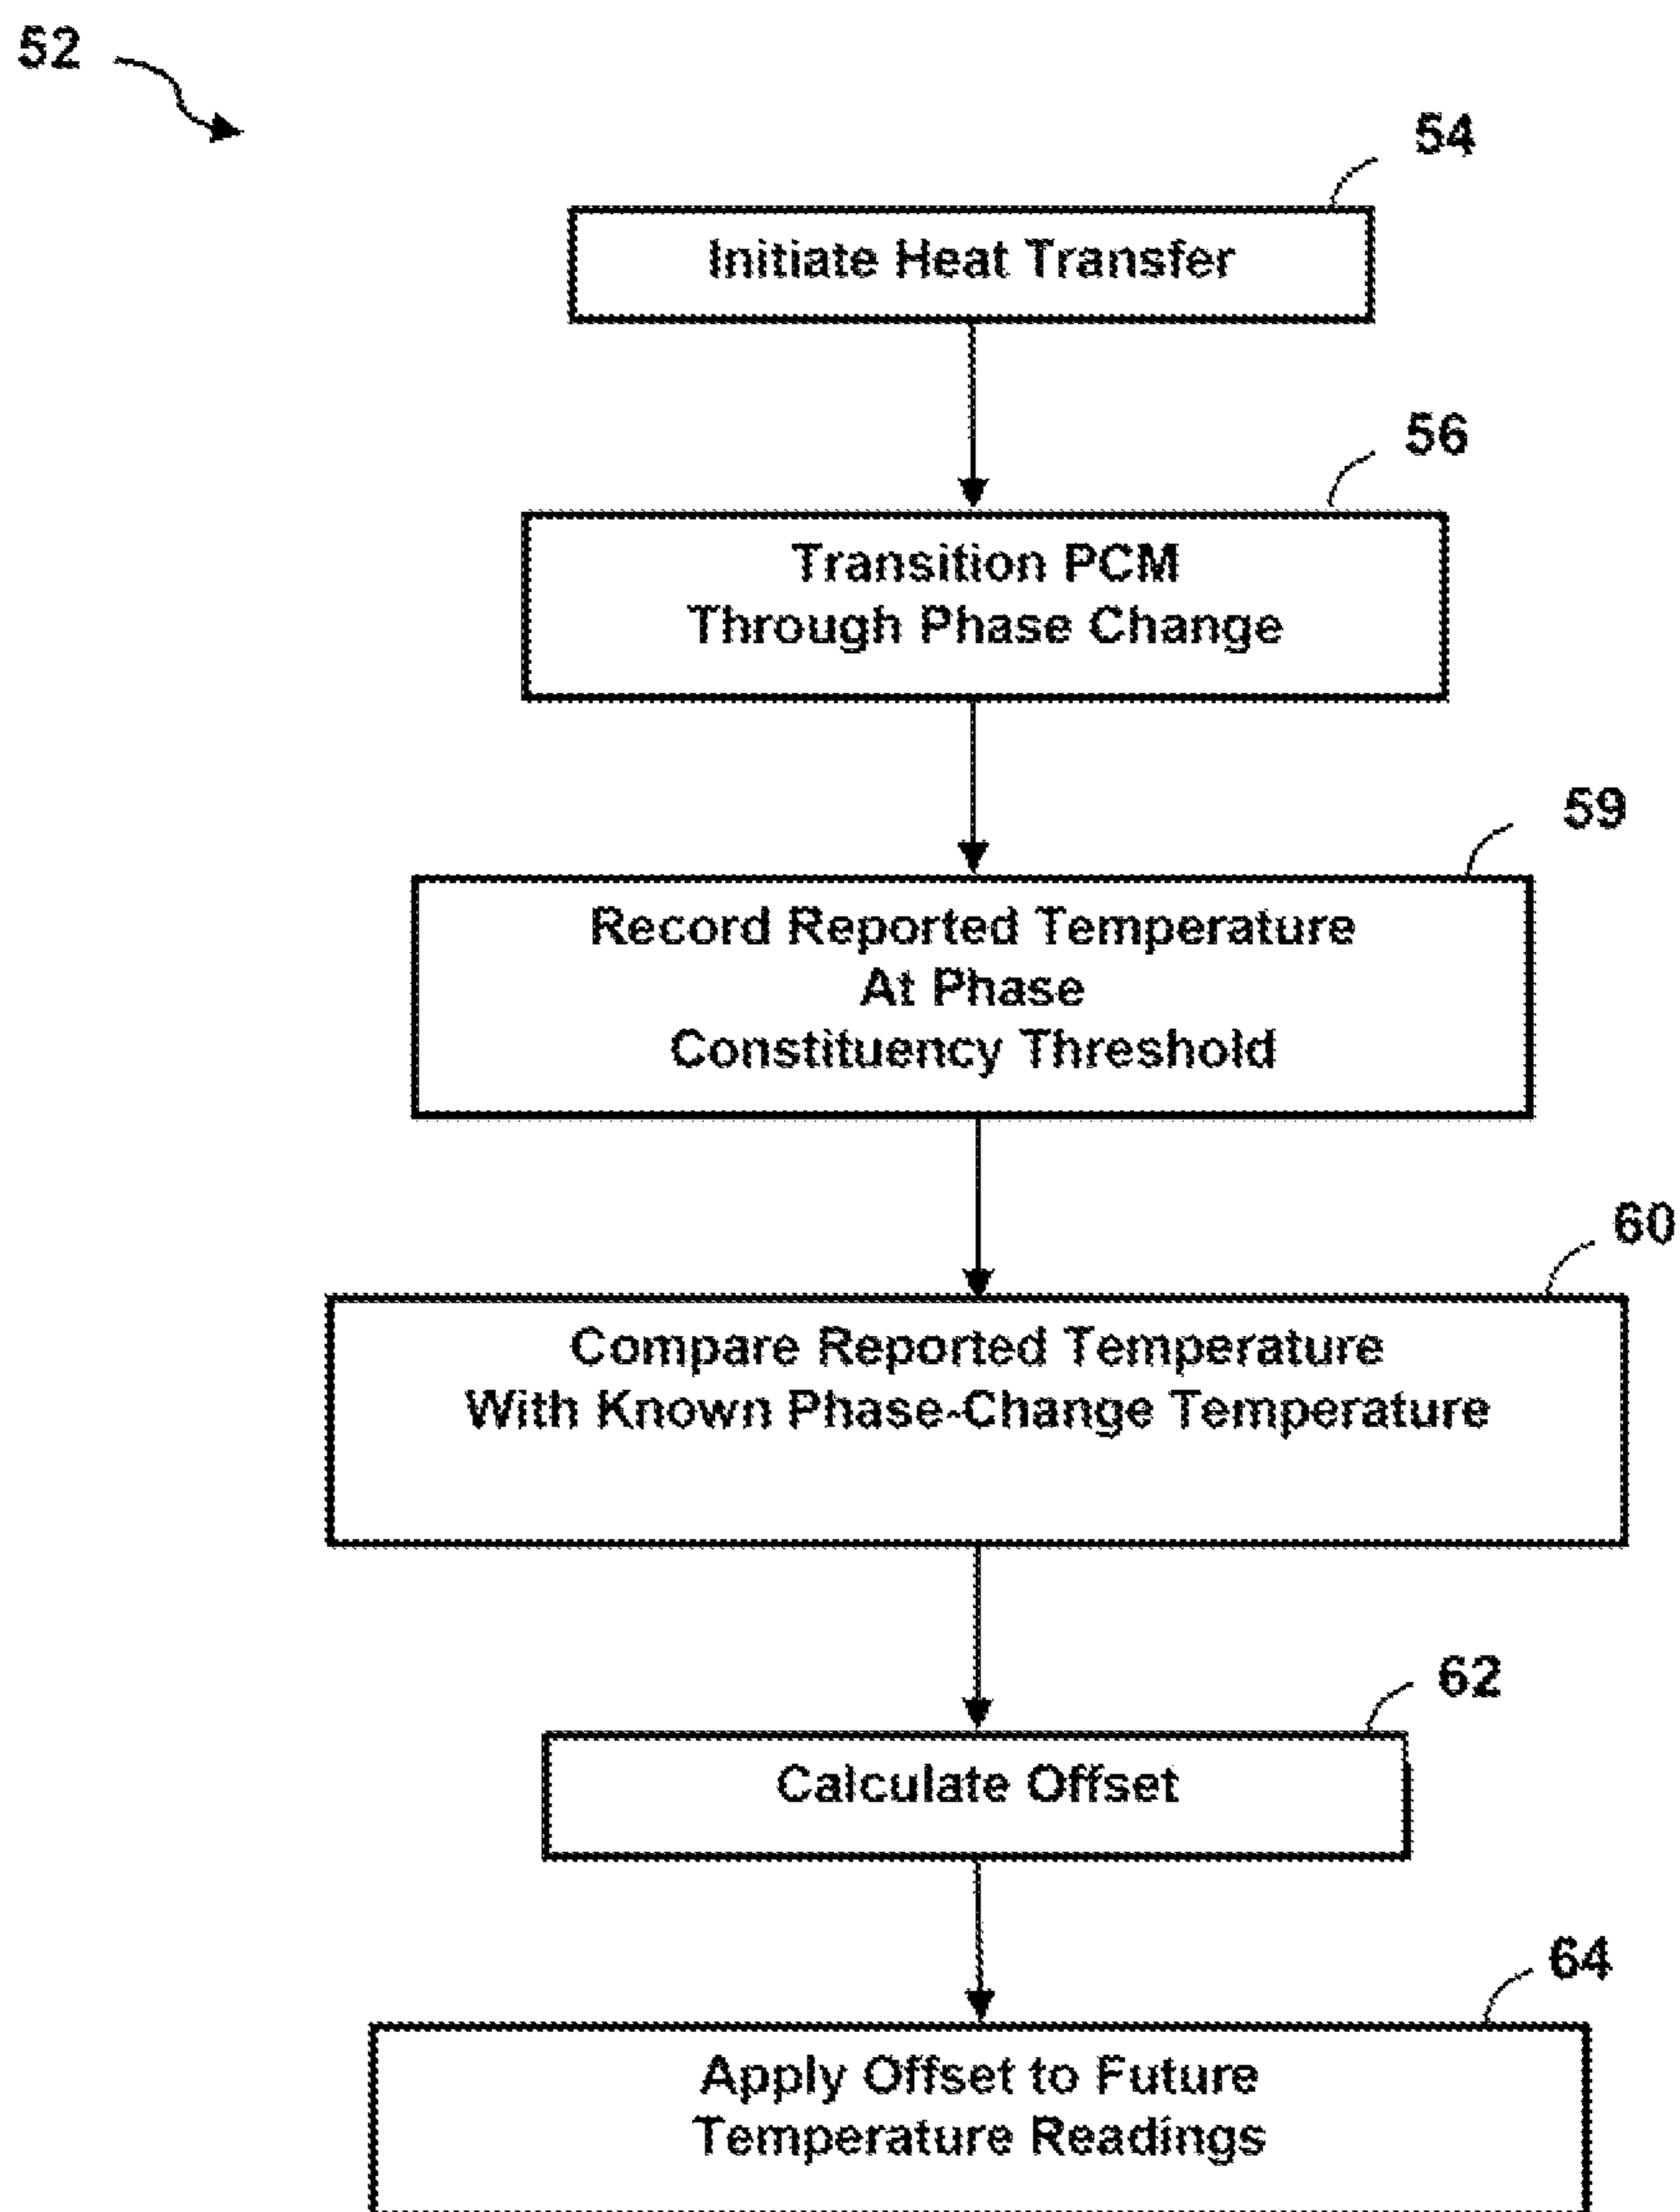 52
54
Initiate Heat Transfer
56
Transition PCM
Through Phase Change
59
Record Reported Temperature
At Phase
Constituency Threshold
60
Compare Reported Temperature
With Known Phase-Change Temperature
62
Calculate Offset
64
Apply Offset to Future
Temperature Readings